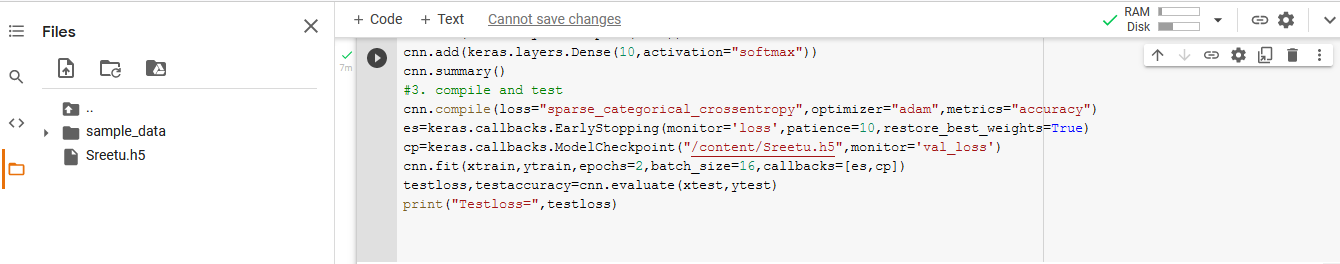 + Code + Text Cannot save changes
RAM
Disk
Files
..
sample_data
Sreetu.h5
7m
cnn.add(keras.layers.Dense(10,activation="softmax"))
cnn.summary()
#3. compile and test
cnn.compile(loss="sparse_categorical_crossentropy",optimizer="adam",metrics="accuracy")
es=keras.callbacks.EarlyStopping(monitor='loss',patience=10,restore_best_weights=True)
cp=keras.callbacks.ModelCheckpoint("/content/Sreetu.h5",monitor='val_loss')
cnn.fit(xtrain,ytrain,epochs=2,batch_size=16,callbacks=[es,cp])
testloss,testaccuracy=cnn.evaluate(xtest,ytest)
print("Testloss=",testloss)